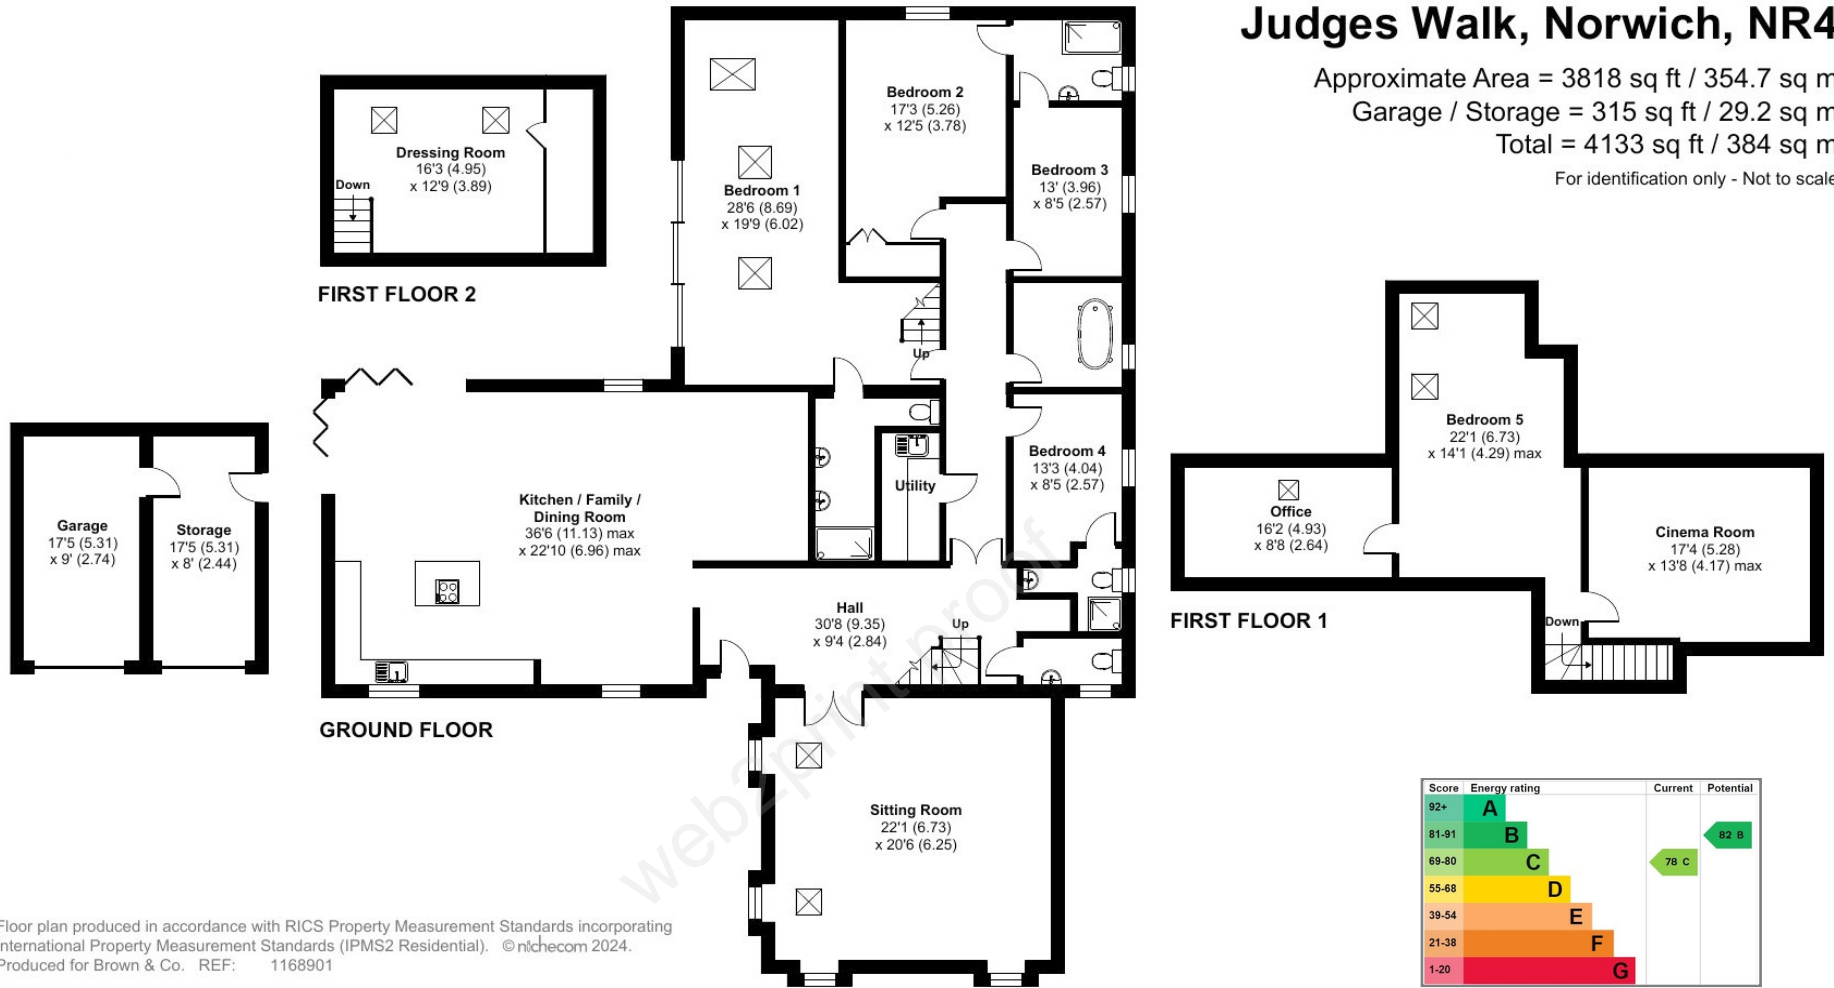 Judges Walk, Norwich, NR4
Approximate Area = 3818 sq ft / 354.7 sq m
Garage / Storage = 315 sq ft / 29.2 sq m
Total = 4133 sq ft / 384 sq m
For identification only - Not to scale
Dressing Room
16'3 (4.95)
x 12'9 (3.89)
Down
FIRST FLOOR 2
Bedroom 1
28'6 (8.69)
x 19'9 (6.02)
Bedroom 2
17'3 (5.26)
x 12'5 (3.78)
Bedroom 3
13' (3.96)
x 8'5 (2.57)
Up
Bedroom 4
13'3 (4.04)
x 8'5 (2.57)
Utility
Kitchen / Family /
Dining Room
36'6 (11.13) max
x 22'10 (6.96) max
Garage
17'5 (5.31)
x 9' (2.74)
Storage
17'5 (5.31)
x 8' (2.44)
Hall
30'8 (9.35)
x 9'4 (2.84)
Up
GROUND FLOOR
Sitting Room
22'1 (6.73)
x 20'6 (6.25)
Bedroom 5
22'1 (6.73)
x 14'1 (4.29) max
Office
16'2 (4.93)
x 8'8 (2.64)
Cinema Room
17'4 (5.28)
x 13'8 (4.17) max
Down
FIRST FLOOR 1
web2print proof
Score Energy rating Current Potential
92+ A
81-91 B 82 B
69-80 C 78 C
55-68 D
39-54 E
21-38 F
1-20 G
Floor plan produced in accordance with RICS Property Measurement Standards incorporating
International Property Measurement Standards (IPMS2 Residential). © nichecom 2024.
Produced for Brown & Co. REF: 1168901